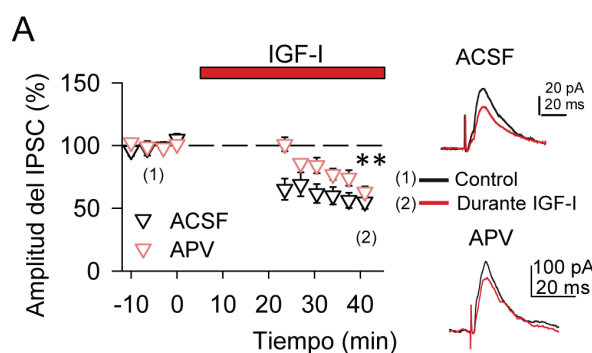 A
IGF-I
Amplitud del IPSC (%)
150
100
50
0
**
(1)
(2)
ACSF
APV
-10
0
10
20
30
40
Tiempo (min)
ACSF
20 pA
20 ms
(1) Control
(2) Durante IGF-I
APV
100 pA
20 ms